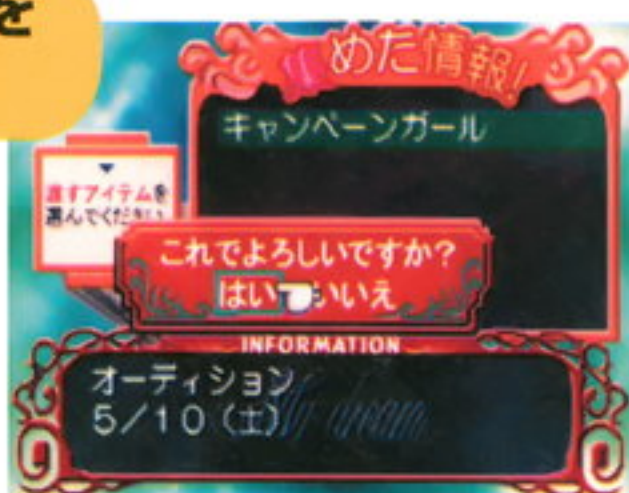 を
めた情報!
キャンペーンガール
渡すアイテムを
選んでください
これでよろしいですか?
はい いいえ
INFORMATION
オーディション
5/10(土)
My dream